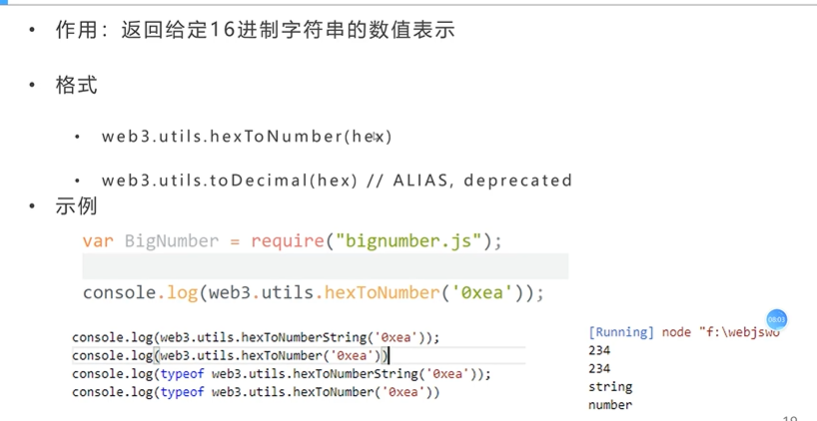 • 作用：返回给定16进制字符串的数值表示
• 格式
• web3.utils.hexToNumber(hex)
• web3.utils.toDecimal(hex) // ALIAS, deprecated
• 示例
var BigNumber = require("bignumber.js");
console.log(web3.utils.hexToNumber('0xea'));
console.log(web3.utils.hexToNumberString('0xea'));
console.log(web3.utils.hexToNumber('0xea'))
console.log(typeof web3.utils.hexToNumberString('0xea'));
console.log(typeof web3.utils.hexToNumber('0xea'))
[Running] node "f:\webjswo
234
234
string
number